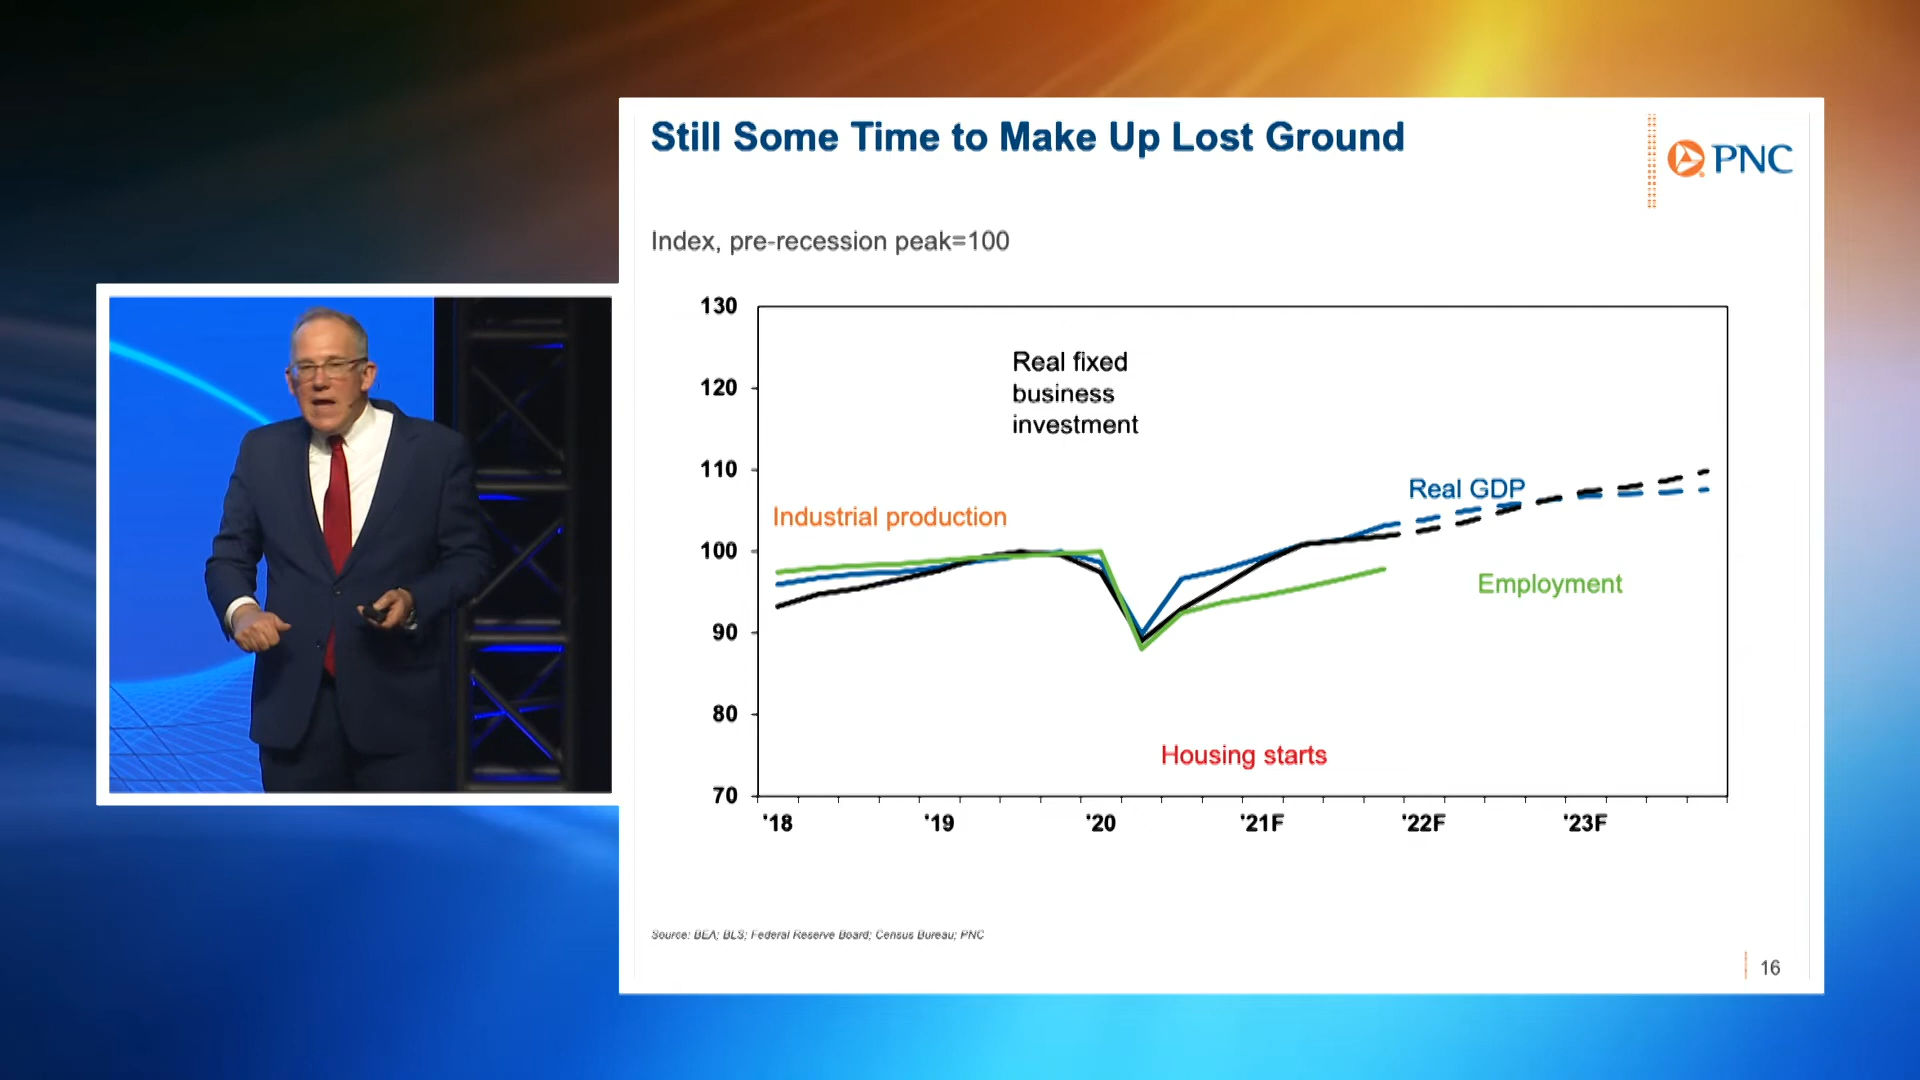 Still Some Time to Make Up Lost Ground
PNC
Index, pre-recession peak=100
130
120
110
100
90
80
70
Real fixed
business
investment
Industrial production
Real GDP
Employment
Housing starts
'18
'19
'20
'21F
'22F
'23F
Source: BEA; BLS; Federal Reserve Board; Census Bureau; PNC
16